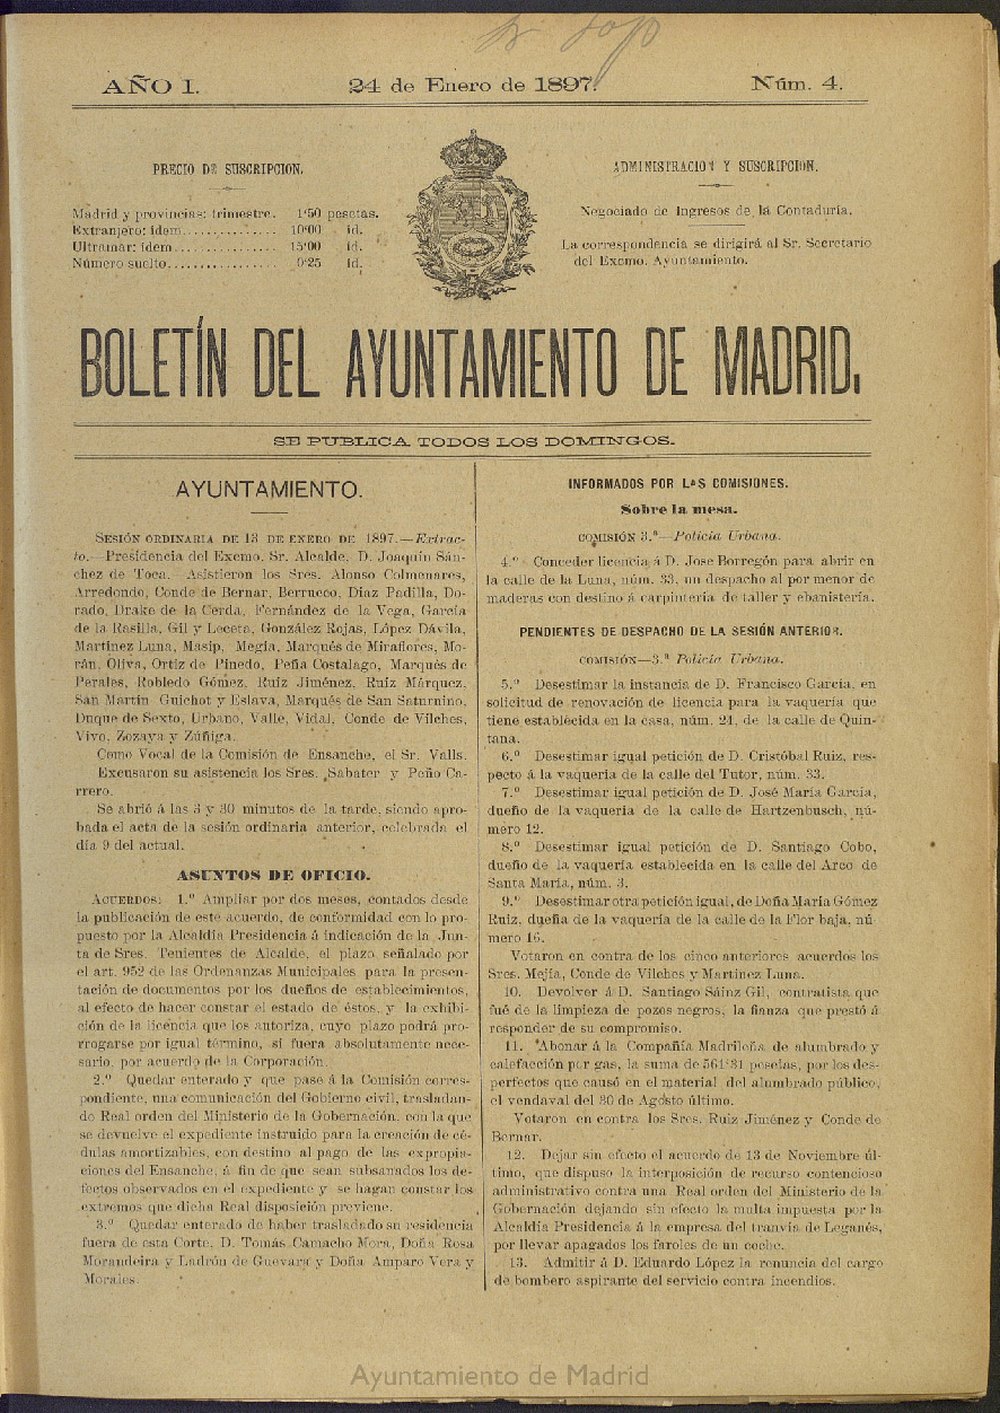 AÑO I.
24 de Enero de 1897.
Núm. 4.
PRECIO DE SUSCRIPCION.
Madrid y provincias: trimestre. 1'50 pesetas.
Extranjero: ídem............... 10'00 id.
Ultramar: ídem................ 15'00 id.
Número suelto................. 0'25 id.
ADMINISTRACION Y SUSCRIPCION.
Negociado de Ingresos de la Contaduría.
La correspondencia se dirigirá al Sr. Secretario
del Excmo. Ayuntamiento.
BOLETÍN DEL AYUNTAMIENTO DE MADRID.
SE PUBLICA TODOS LOS DOMINGOS.
AYUNTAMIENTO.
SESIÓN ORDINARIA DE 13 DE ENERO DE 1897.—Extrac-
to.—Presidencia del Excmo. Sr. Alcalde, D. Joaquín Sán-
chez de Toca.—Asistieron los Sres. Alonso Colmenares,
Arredondo, Conde de Bernar, Berrueco, Díaz Padilla, Do-
rado, Drake de la Cerda, Fernández de la Vega, García
de la Rasilla, Gil y Leceta, González Rojas, López Dávila,
Martínez Luna, Masip, Megía, Marqués de Miraflores, Mo-
rán, Oliva, Ortiz de Pinedo, Peña Costalago, Marqués de
Perales, Robledo Gómez, Ruíz Jiménez, Ruíz Márquez,
San Martín Guichot y Eslava, Marqués de San Saturnino,
Duque de Sexto, Urbano, Valle, Vidal, Conde de Vilches,
Vivo, Zozaya y Zúñiga.
Como Vocal de la Comisión de Ensanche, el Sr. Valls.
Excusaron su asistencia los Sres. Sabater y Peño Ca-
rrero.
Se abrió á las 3 y 30 minutos de la tarde, siendo apro-
bada el acta de la sesión ordinaria anterior, celebrada el
día 9 del actual.
ASUNTOS DE OFICIO.
ACUERDOS: 1.º Ampliar por dos meses, contados desde
la publicación de este acuerdo, de conformidad con lo pro-
puesto por la Alcaldía Presidencia á indicación de la Jun-
ta de Sres. Tenientes de Alcalde, el plazo señalado por
el art. 952 de las Ordenanzas Municipales para la presen-
tación de documentos por los dueños de establecimientos,
al efecto de hacer constar el estado de éstos, y la exhibi-
ción de la licencia que los autoriza, cuyo plazo podrá pro-
rrogarse por igual término, si fuera absolutamente nece-
sario, por acuerdo de la Corporación.
2.º Quedar enterado y que pase á la Comisión corres-
pondiente, una comunicación del Gobierno civil, trasladan-
do Real orden del Ministerio de la Gobernación, con la que
se devuelve el expediente instruido para la creación de cé-
dulas amortizables, con destino al pago de las expropia-
ciones del Ensanche, á fin de que sean subsanados los de-
fectos observados en el expediente y se hagan constar los
extremos que dicha Real disposición previene.
3.º Quedar enterado de haber trasladado su residencia
fuera de esta Corte, D. Tomás Camacho Mora, Doña Rosa
Morandeira y Ladrón de Guevara y Doña Amparo Vera y
Morales.
INFORMADOS POR LAS COMISIONES.
Sobre la mesa.
COMISIÓN 3.ª—Policía Urbana.
4.º Conceder licencia á D. Jose Borregón para abrir en
la calle de la Luna, núm. 33, un despacho al por menor de
maderas con destino á carpintería de taller y ebanistería.
PENDIENTES DE DESPACHO DE LA SESIÓN ANTERIOR.
COMISIÓN—3.ª Policía Urbana.
5.º Desestimar la instancia de D. Francisco García, en
solicitud de renovación de licencia para la vaquería que
tiene establecida en la casa, núm. 24, de la calle de Quin-
tana.
6.º Desestimar igual petición de D. Cristóbal Ruiz, res-
pecto á la vaquería de la calle del Tutor, núm. 33.
7.º Desestimar igual petición de D. José María García,
dueño de la vaquería de la calle de Hartzenbusch, nú-
mero 12.
8.º Desestimar igual petición de D. Santiago Cobo,
dueño de la vaquería establecida en la calle del Arco de
Santa María, núm. 3.
9.º Desestimar otra petición igual, de Doña María Gómez
Ruiz, dueña de la vaquería de la calle de la Flor baja, nú
mero 16.
Votaron en contra de los cinco anteriores acuerdos los
Sres. Mejía, Conde de Vilches y Martínez Luna.
10. Devolver á D. Santiago Sáinz Gil, contratista que
fué de la limpieza de pozos negros, la fianza que prestó á
responder de su compromiso.
11. Abonar á la Compañía Madrileña de alumbrado y
calefacción por gas, la suma de 561'31 pesetas, por los des-
perfectos que causó en el material del alumbrado público,
el vendaval del 30 de Agosto último.
Votaron en contra los Sres. Ruiz Jiménez y Conde de
Bernar.
12. Dejar sin efecto el acuerdo de 13 de Noviembre úl-
timo, que dispuso la interposición de recurso contencioso
administrativo contra una Real orden del Ministerio de la
Gobernación dejando sin efecto la multa impuesta por la
Alcaldía Presidencia á la empresa del tranvía de Leganés,
por llevar apagados los faroles de un coche.
13. Admitir á D. Eduardo López la renuncia del cargo
de bombero aspirante del servicio contra incendios.
Ayuntamiento de Madrid